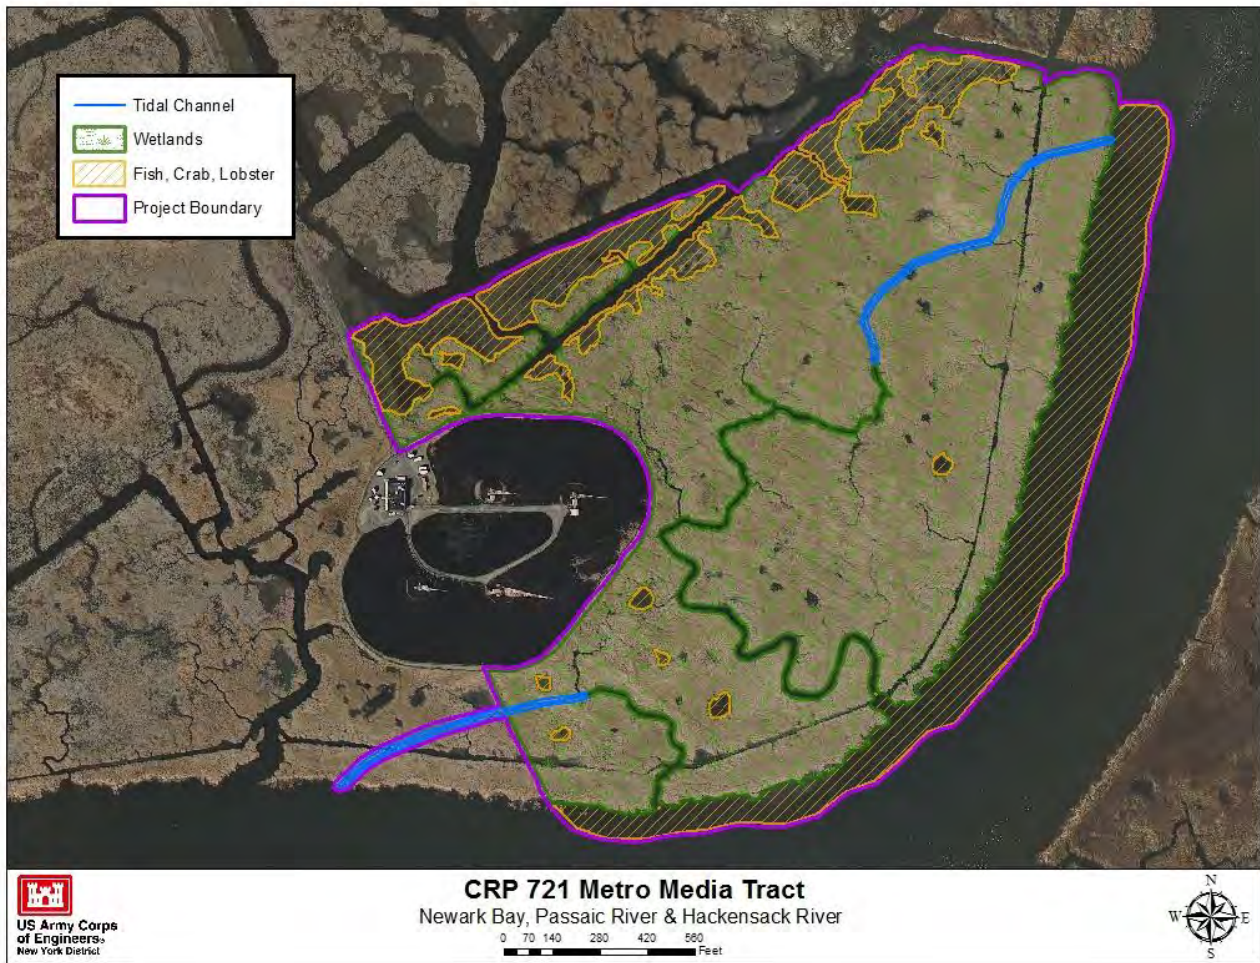 Tidal Channel
Wetlands
Fish, Crab, Lobster
Project Boundary
US Army Corps
of Engineers®
New York District
CRP 721 Metro Media Tract
Newark Bay, Passaic River & Hackensack River
0 70 140 280 420 560
Feet
N
W E
S